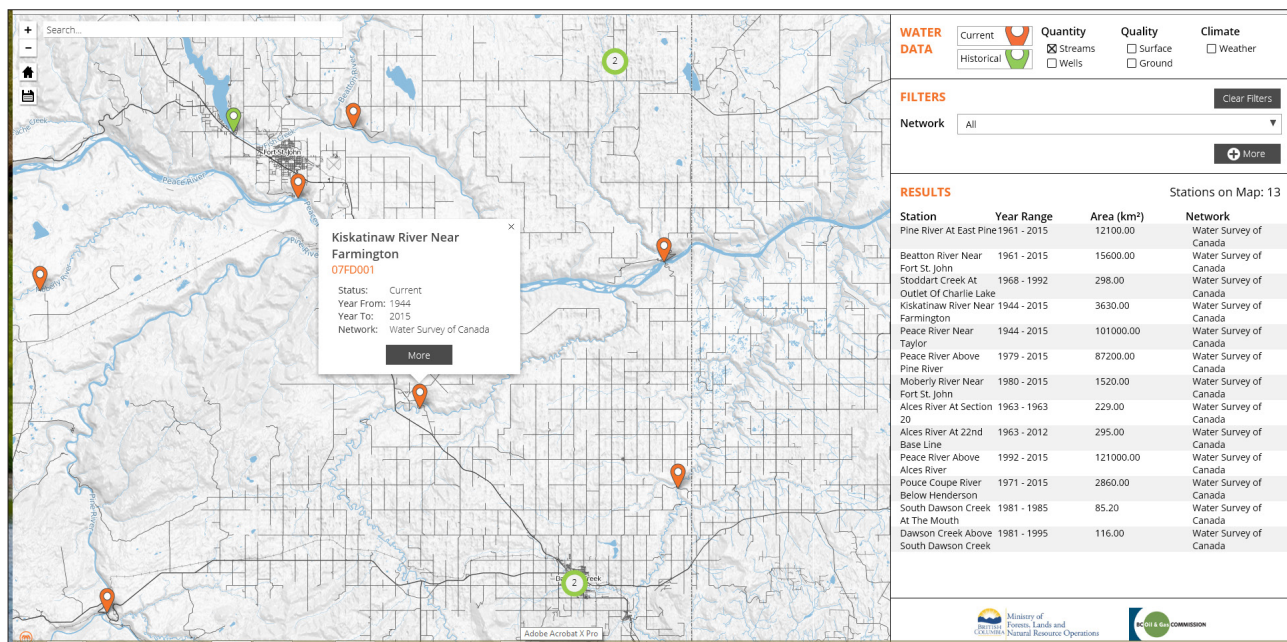 +
−
Search...
2
Beatton River
Fish Creek
Fort St. John
Peace River
Peace
Pine River
Moberly River
Pine River
Kiskatinaw River Near
Farmington
07FD001
×
Status: Current
Year From: 1944
Year To: 2015
Network: Water Survey of Canada
More
2
Adobe Acrobat X Pro
WATER DATA
Current
Historical
Quantity
Streams
Wells
Quality
Surface
Ground
Climate
Weather
FILTERS
Clear Filters
Network All
More
RESULTS
Stations on Map: 13
Station Year Range Area (km²) Network
Pine River At East Pine 1961 - 2015 12100.00 Water Survey of
Canada
Beatton River Near 1961 - 2015 15600.00 Water Survey of
Fort St. John Canada
Stoddart Creek At 1968 - 1992 298.00 Water Survey of
Outlet Of Charlie Lake Canada
Kiskatinaw River Near 1944 - 2015 3630.00 Water Survey of
Farmington Canada
Peace River Near 1944 - 2015 101000.00 Water Survey of
Taylor Canada
Peace River Above 1979 - 2015 87200.00 Water Survey of
Pine River Canada
Moberly River Near 1980 - 2015 1520.00 Water Survey of
Fort St. John Canada
Alces River At Section 1963 - 1963 229.00 Water Survey of
20 Canada
Alces River At 22nd 1963 - 2012 295.00 Water Survey of
Base Line Canada
Peace River Above 1992 - 2015 121000.00 Water Survey of
Alces River Canada
Pouce Coupe River 1971 - 2015 2860.00 Water Survey of
Below Henderson Canada
South Dawson Creek 1981 - 1985 85.20 Water Survey of
At The Mouth Canada
Dawson Creek Above 1981 - 1995 116.00 Water Survey of
South Dawson Creek Canada
BRITISH COLUMBIA
Ministry of
Forests, Lands and
Natural Resource Operations
BC Oil & Gas COMMISSION